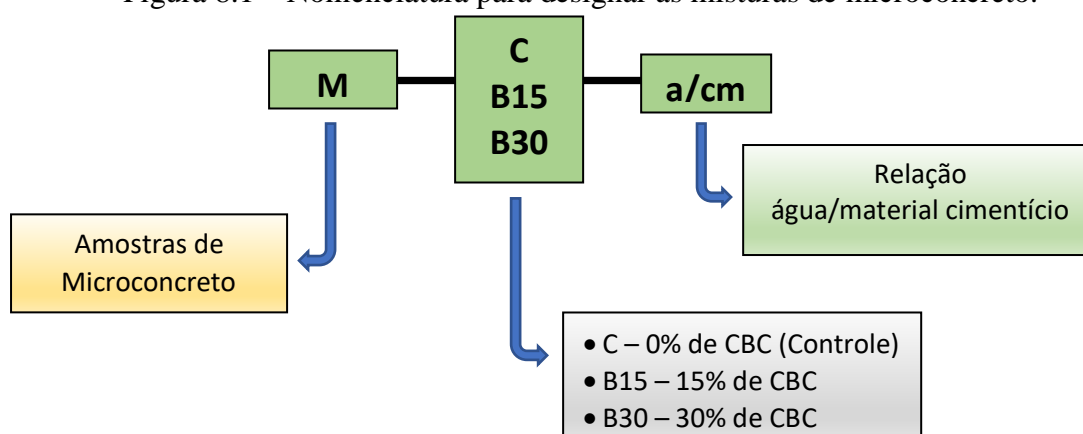 Figura 8.1 – Nomenclatura para designar as misturas de microconcreto.
M
C
B15
B30
a/cm
Relação
água/material cimentício
Amostras de
Microconcreto
• C – 0% de CBC (Controle)
• B15 – 15% de CBC
• B30 – 30% de CBC